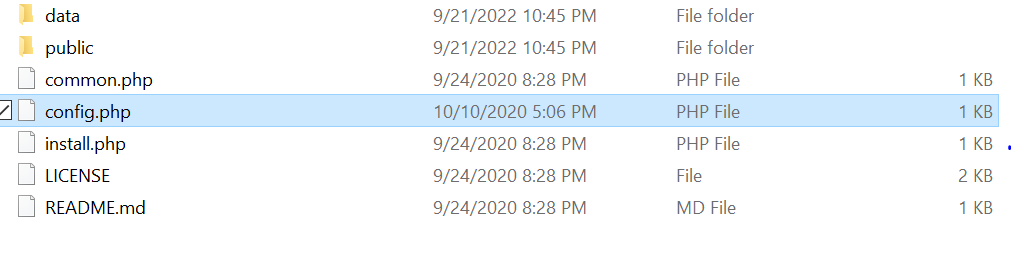 data 9/21/2022 10:45 PM File folder
public 9/21/2022 10:45 PM File folder
common.php 9/24/2020 8:28 PM PHP File 1 KB
config.php 10/10/2020 5:06 PM PHP File 1 KB
install.php 9/24/2020 8:28 PM PHP File 1 KB
LICENSE 9/24/2020 8:28 PM File 2 KB
README.md 9/24/2020 8:28 PM MD File 1 KB